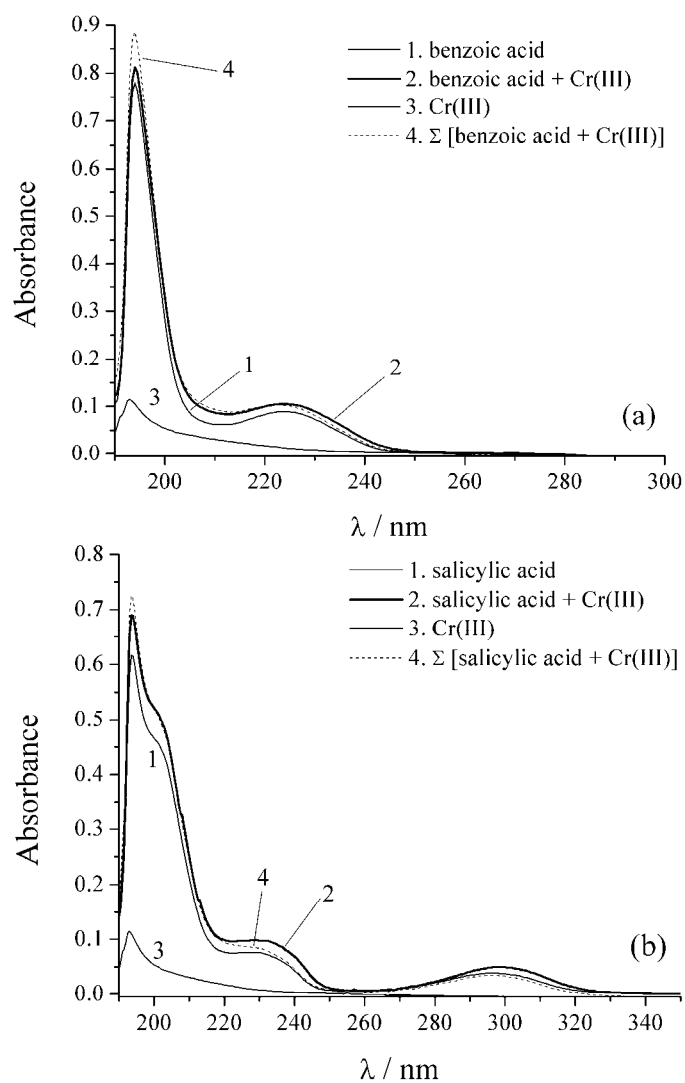 0.9
0.8
0.7
0.6
0.5
0.4
0.3
0.2
0.1
0.0
Absorbance
1. benzoic acid
2. benzoic acid + Cr(III)
3. Cr(III)
4. Σ [benzoic acid + Cr(III)]
4
1
2
3
(a)
200 220 240 260 280 300
λ / nm
0.8
0.7
0.6
0.5
0.4
0.3
0.2
0.1
0.0
Absorbance
1. salicylic acid
2. salicylic acid + Cr(III)
3. Cr(III)
4. Σ [salicylic acid + Cr(III)]
1
4
2
3
(b)
200 220 240 260 280 300 320 340
λ / nm